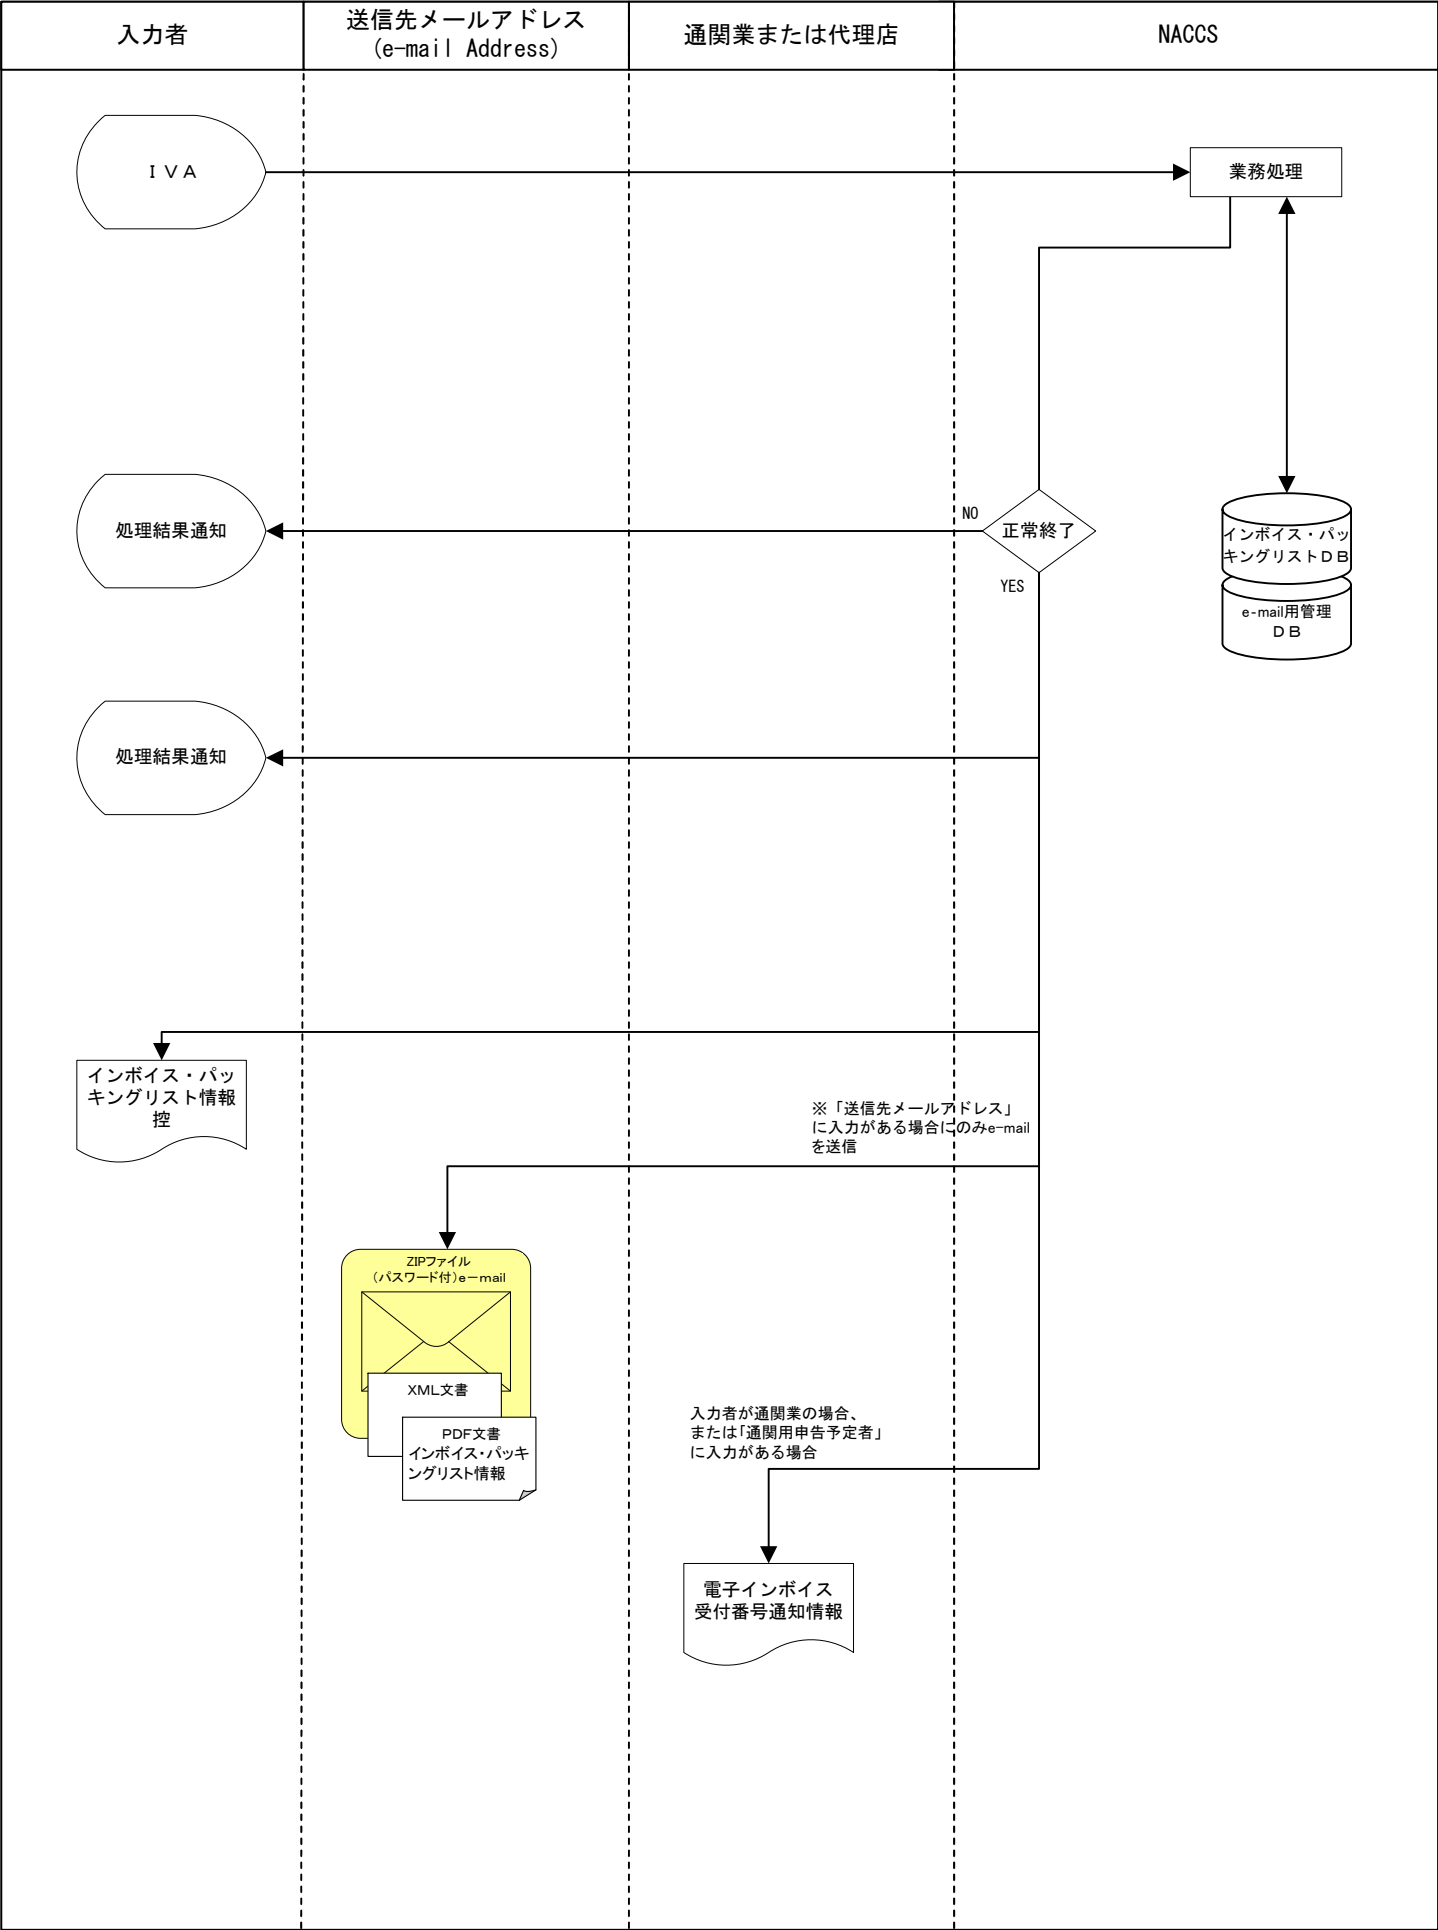 入力者
送信先メールアドレス
(e-mail Address)
通関業または代理店
NACCS
ＩＶＡ
業務処理
処理結果通知
NO
正常終了
YES
インボイス・パッ
キングリストＤＢ
e-mail用管理
ＤＢ
処理結果通知
インボイス・パッ
キングリスト情報
控
※「送信先メールアドレス」
に入力がある場合にのみe-mail
を送信
ZIPファイル
（パスワード付）e－mail
XML文書
PDF文書
インボイス・パッキ
ングリスト情報
入力者が通関業の場合、
または「通関用申告予定者」
に入力がある場合
電子インボイス
受付番号通知情報